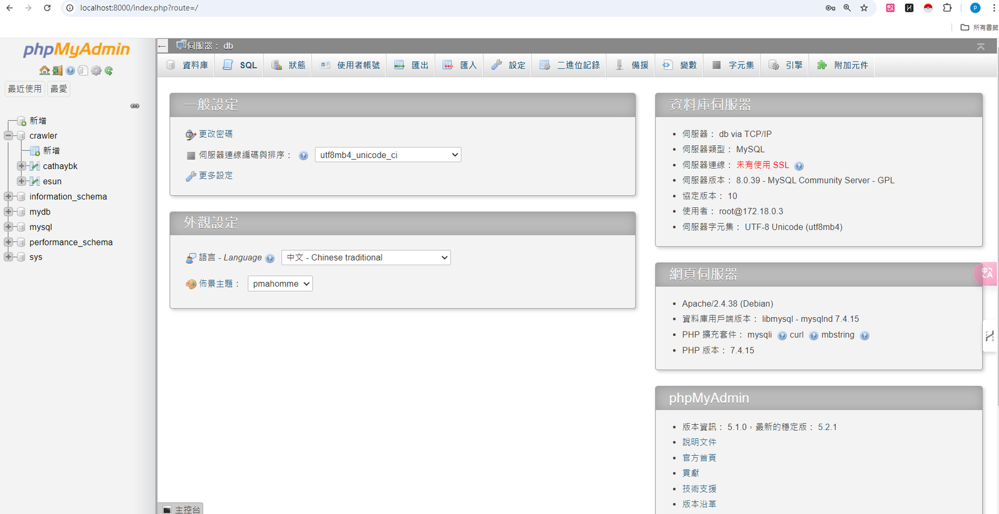 localhost:8000/index.php?route=/
所有書籤
phpMyAdmin
最近使用 最愛
新增
crawler
新增
cathaybk
esun
information_schema
mydb
mysql
performance_schema
sys
伺服器： db
資料庫 SQL 狀態 使用者帳號 匯出 匯入 設定 二進位記錄 備援 變數 字元集 引擎 附加元件
一般設定
更改密碼
伺服器連線編碼與排序： utf8mb4_unicode_ci
更多設定
外觀設定
語言 - Language 中文 - Chinese traditional
佈景主題： pmahomme
主控台
資料庫伺服器
伺服器： db via TCP/IP
伺服器類型： MySQL
伺服器連線： 未有使用 SSL
伺服器版本： 8.0.39 - MySQL Community Server - GPL
協定版本： 10
使用者： root@172.18.0.3
伺服器字元集： UTF-8 Unicode (utf8mb4)
網頁伺服器
Apache/2.4.38 (Debian)
資料庫用戶端版本： libmysql - mysqlnd 7.4.15
PHP 擴充套件： mysqli curl mbstring
PHP 版本： 7.4.15
phpMyAdmin
版本資訊： 5.1.0，最新的穩定版： 5.2.1
說明文件
官方首頁
貢獻
技術支援
版本沿革